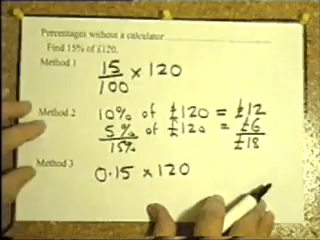 Percentages without a calculator
Find 15% of £120.
Method 1
15/100 × 120
Method 2
10% of £120 = £12
5% of £120 = £6
15% £18
Method 3
0.15 × 120